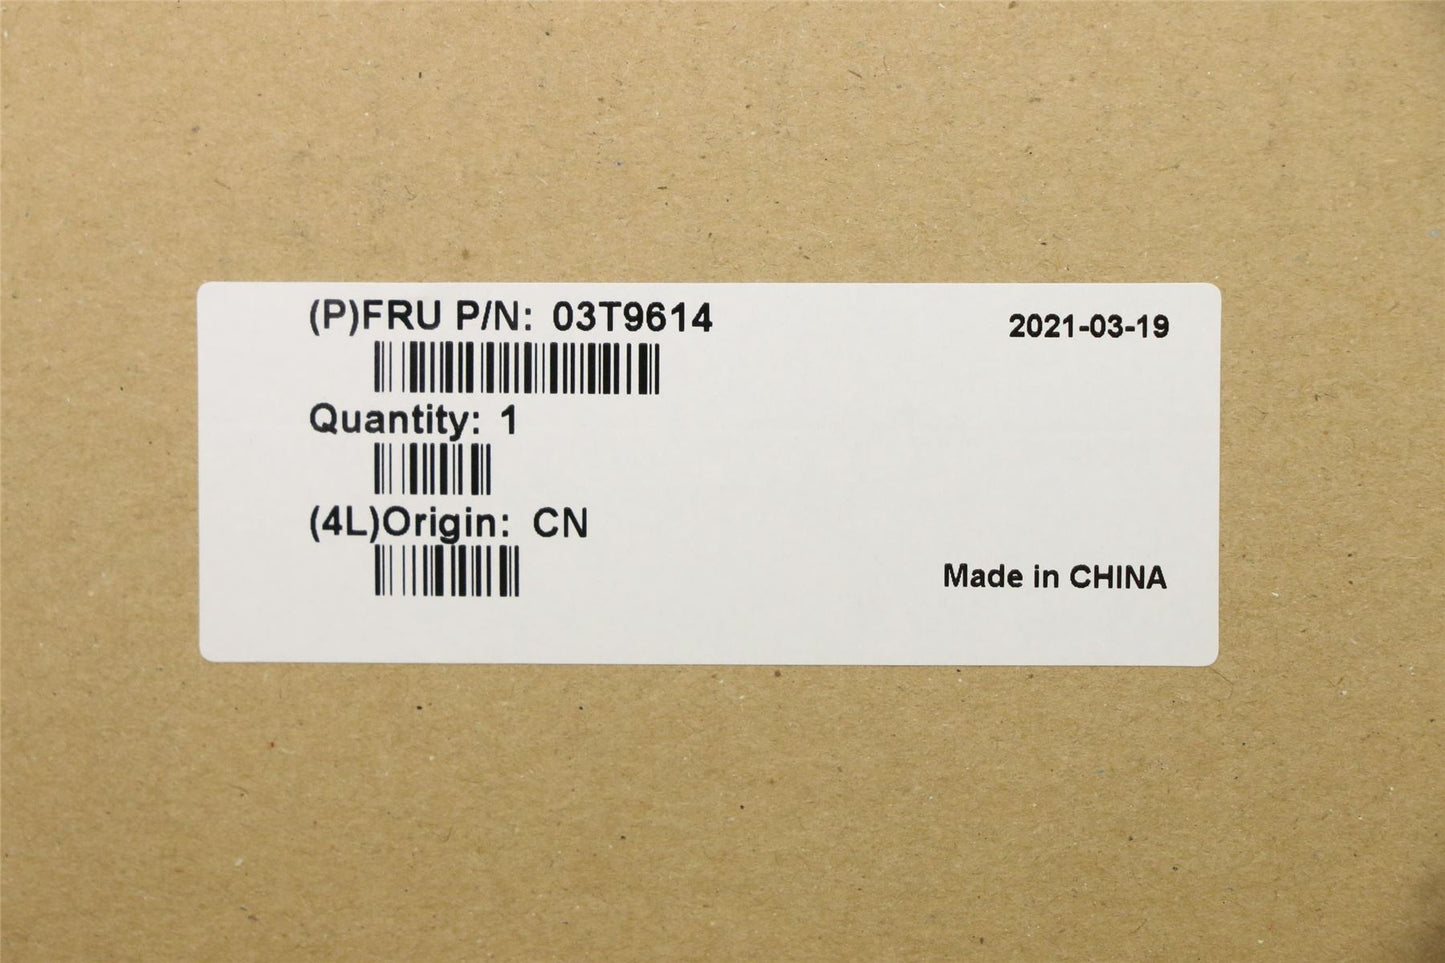 (P)FRU P/N: 03T9614
2021-03-19
Quantity: 1
(4L)Origin: CN
Made in CHINA